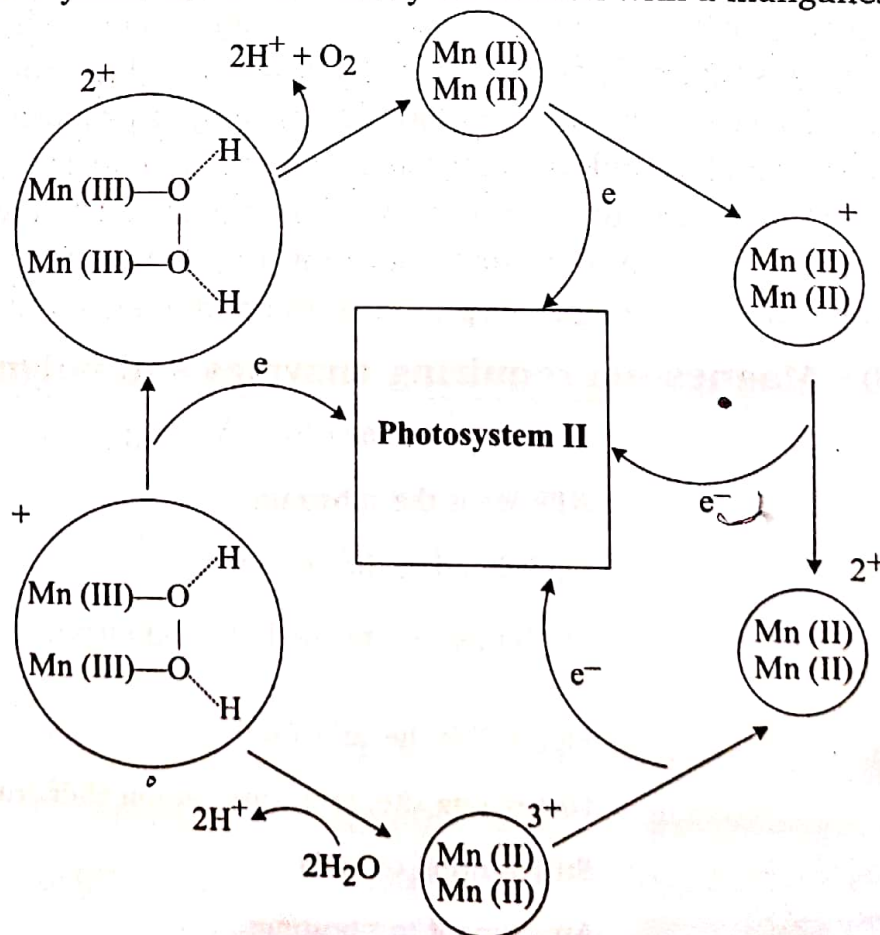 2+
2H+ + O2
Mn (II)
Mn (II)
H
Mn (III)—O
Mn (III)—O
H
e
+
Mn (II)
Mn (II)
e
Photosystem II
e−
+
H
Mn (III)—O
Mn (III)—O
H
2+
Mn (II)
Mn (II)
e−
2H+
2H2O
3+
Mn (II)
Mn (II)